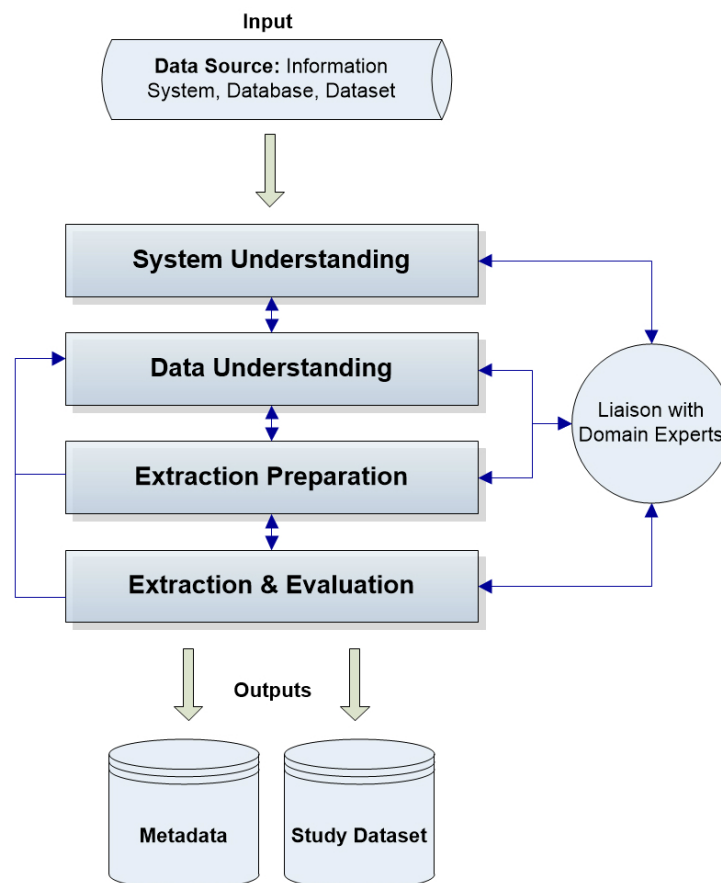 Input
Data Source: Information
System, Database, Dataset
System Understanding
Data Understanding
Liaison with
Domain Experts
Extraction Preparation
Extraction & Evaluation
Outputs
Metadata
Study Dataset